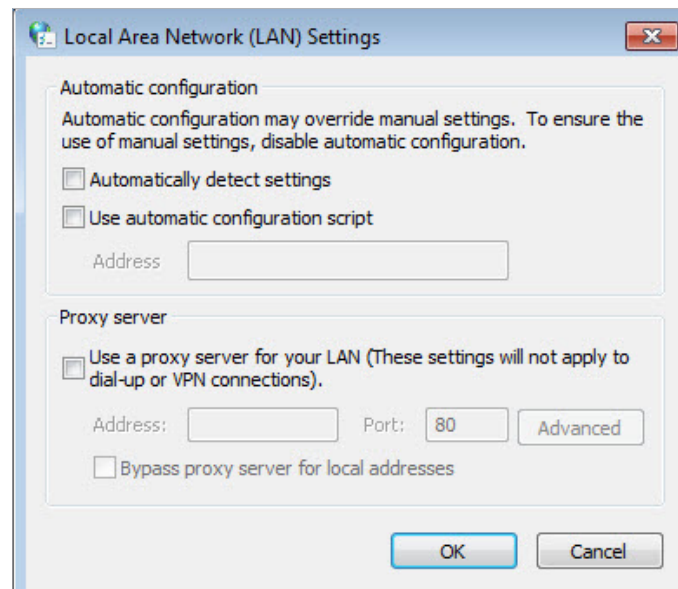 Local Area Network (LAN) Settings
Automatic configuration
Automatic configuration may override manual settings. To ensure the
use of manual settings, disable automatic configuration.
Automatically detect settings
Use automatic configuration script
Address
Proxy server
Use a proxy server for your LAN (These settings will not apply to
dial-up or VPN connections).
Address: Port: 80 Advanced
Bypass proxy server for local addresses
OK Cancel